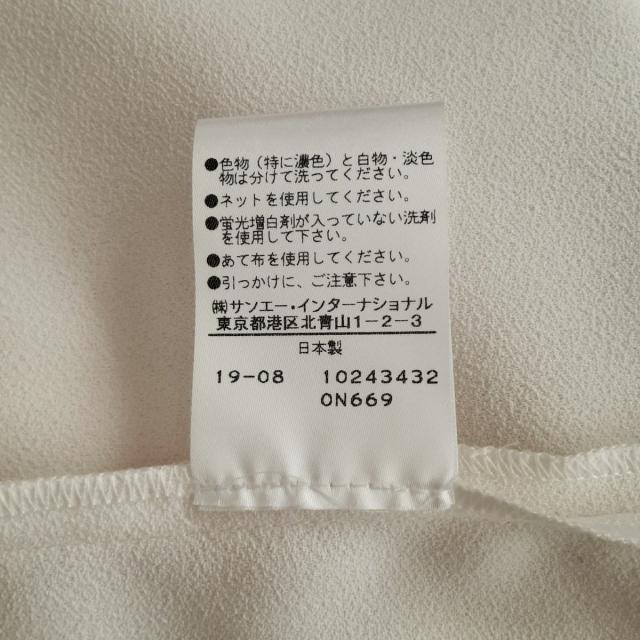 ●色物（特に濃色）と白物・淡色
物は分けて洗ってください。
●ネットを使用してください。
●蛍光増白剤が入っていない洗剤
を使用して下さい。
●あて布を使用してください。
●引っかけに、ご注意下さい。
㈱サンエー・インターナショナル
東京都港区北青山1-2-3
日本製
19-08 10243432
0N669